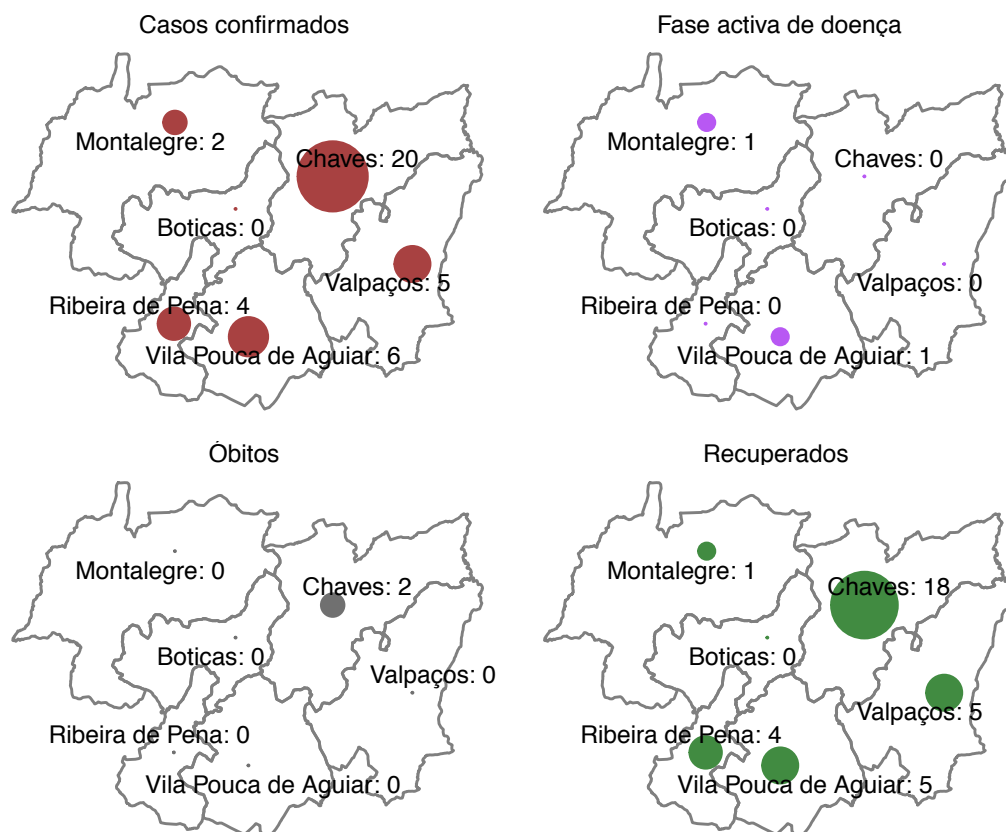 Casos confirmados
Montalegre: 2
Chaves: 20
Boticas: 0
Valpaços: 5
Ribeira de Pena: 4
Vila Pouca de Aguiar: 6
Fase activa de doença
Montalegre: 1
Chaves: 0
Boticas: 0
Valpaços: 0
Ribeira de Pena: 0
Vila Pouca de Aguiar: 1
Óbitos
Montalegre: 0
Chaves: 2
Boticas: 0
Valpaços: 0
Ribeira de Pena: 0
Vila Pouca de Aguiar: 0
Recuperados
Montalegre: 1
Chaves: 18
Boticas: 0
Valpaços: 5
Ribeira de Pena: 4
Vila Pouca de Aguiar: 5